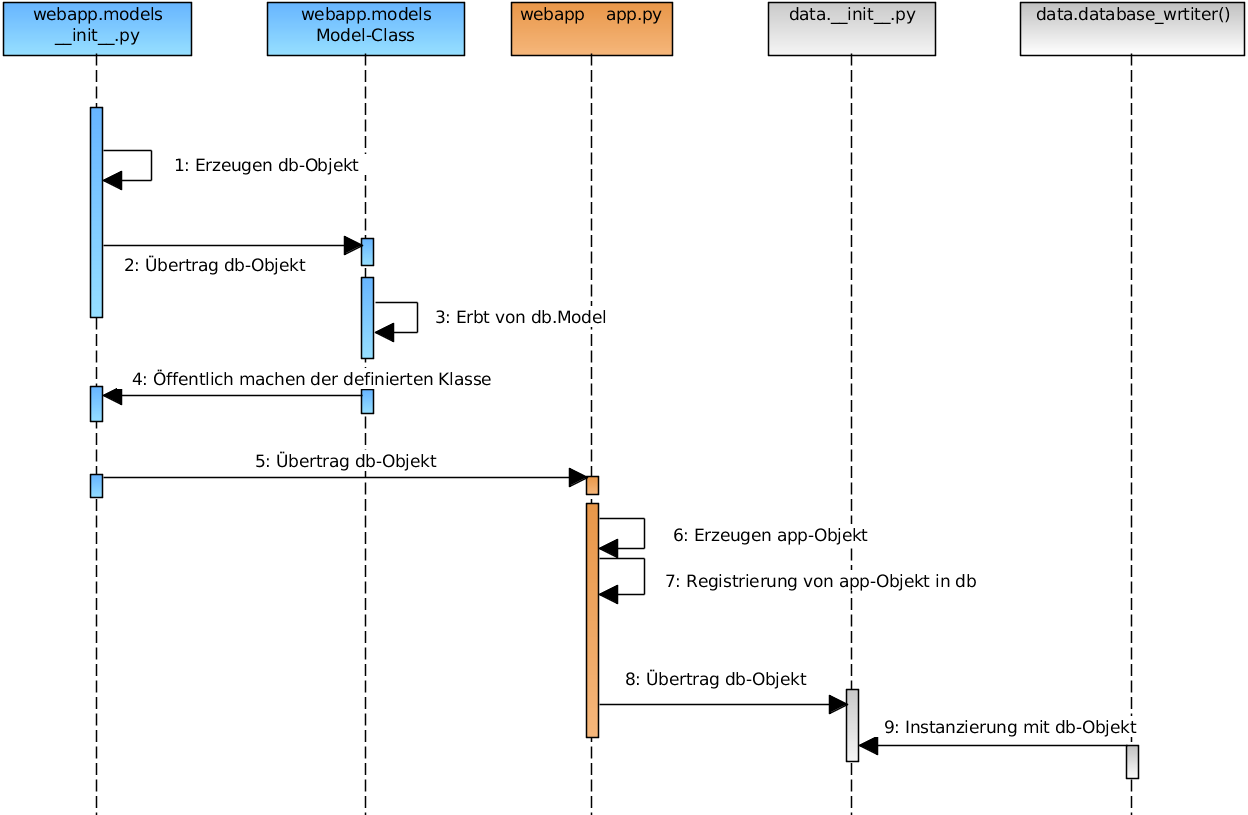 webapp.models
__init__.py
webapp.models
Model-Class
webapp app.py
data.__init__.py
data.database_wrtiter()
1: Erzeugen db-Objekt
2: Übertrag db-Objekt
3: Erbt von db.Model
4: Öffentlich machen der definierten Klasse
5: Übertrag db-Objekt
6: Erzeugen app-Objekt
7: Registrierung von app-Objekt in db
8: Übertrag db-Objekt
9: Instanzierung mit db-Objekt